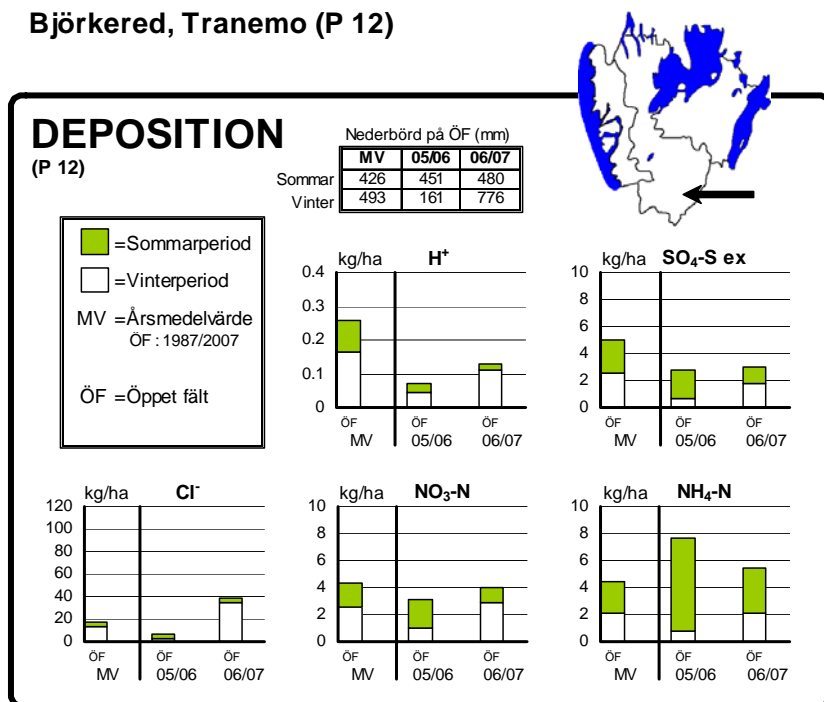 Björkered, Tranemo (P 12)
DEPOSITION
(P 12)
Nederbörd på ÖF (mm)
MV 05/06 06/07
Sommar 426 451 480
Vinter 493 161 776
=Sommarperiod
=Vinterperiod
MV =Årsmedelvärde
ÖF : 1987/2007
ÖF =Öppet fält
kg/ha H⁺
0.4
0.3
0.2
0.1
0
ÖF ÖF ÖF
MV 05/06 06/07
kg/ha SO₄-S ex
10
8
6
4
2
0
ÖF ÖF ÖF
MV 05/06 06/07
kg/ha Cl⁻
120
100
80
60
40
20
0
ÖF ÖF ÖF
MV 05/06 06/07
kg/ha NO₃-N
10
8
6
4
2
0
ÖF ÖF ÖF
MV 05/06 06/07
kg/ha NH₄-N
10
8
6
4
2
0
ÖF ÖF ÖF
MV 05/06 06/07